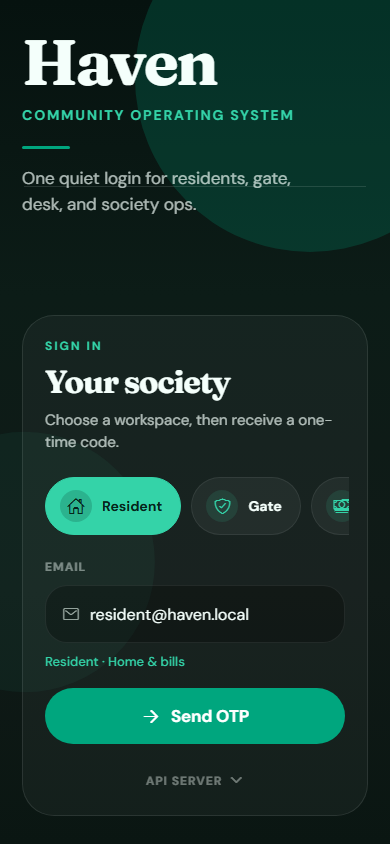 Haven
COMMUNITY OPERATING SYSTEM
One quiet login for residents, gate,
desk, and society ops.
SIGN IN
Your society
Choose a workspace, then receive a one-
time code.
Resident Gate
EMAIL
resident@haven.local
Resident · Home & bills
Send OTP
API SERVER